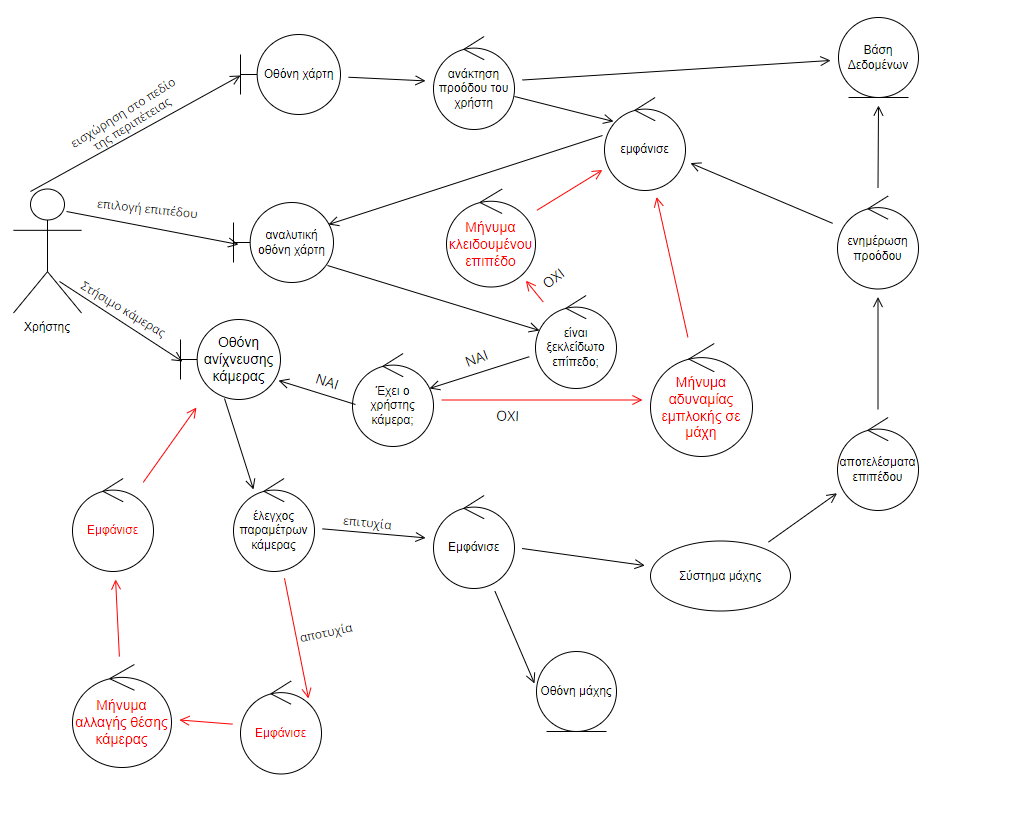 Βάση
Δεδομένων
Οθόνη χάρτη
ανάκτηση
προόδου του
χρήστη
εισχώρηση στο πεδίο
της περιπέτειας
εμφάνισε
επιλογή επιπέδου
αναλυτική
οθόνη χάρτη
Μήνυμα
κλειδουμένου
επιπέδο
ενημέρωση
προόδου
ΟΧΙ
Στήσιμο κάμερας
Χρήστης
Οθόνη
ανίχνευσης
κάμερας
είναι
ξεκλείδωτο
επίπεδο;
ΝΑΙ
ΝΑΙ
Έχει ο
χρήστης
κάμερα;
ΟΧΙ
Μήνυμα
αδυναμίας
εμπλοκής σε
μάχη
αποτελέσματα
επιπέδου
Εμφάνισε
έλεγχος
παραμέτρων
κάμερας
επιτυχία
Εμφάνισε
Σύστημα μάχης
αποτυχία
Οθόνη μάχης
Μήνυμα
αλλαγής θέσης
κάμερας
Εμφάνισε